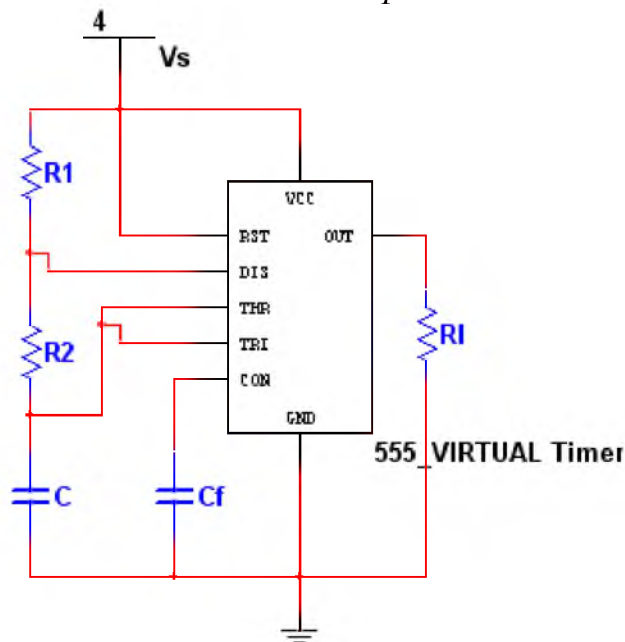 4
Vs
R1
VCC
RST OUT
DIS
THR
R2
TRI
Rl
CON
GND
555_VIRTUAL Timer
C
Cf